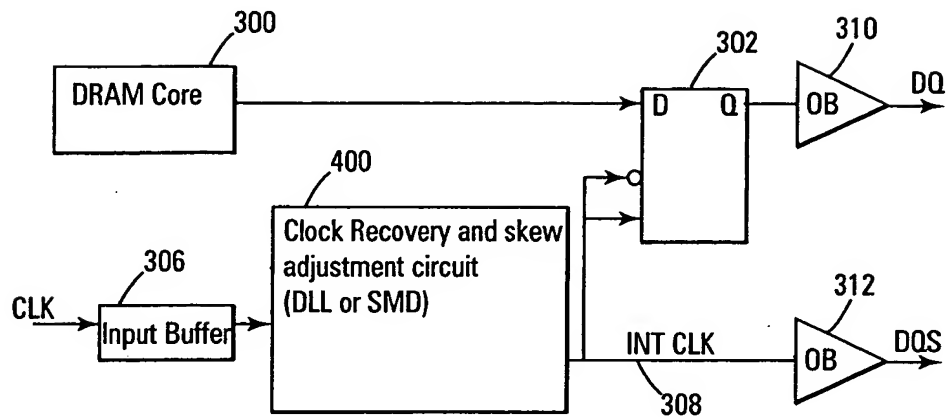 300
DRAM Core
302
D Q
310
OB
DQ
400
Clock Recovery and skew
adjustment circuit
(DLL or SMD)
306
CLK
Input Buffer
INT CLK
308
312
OB
DQS